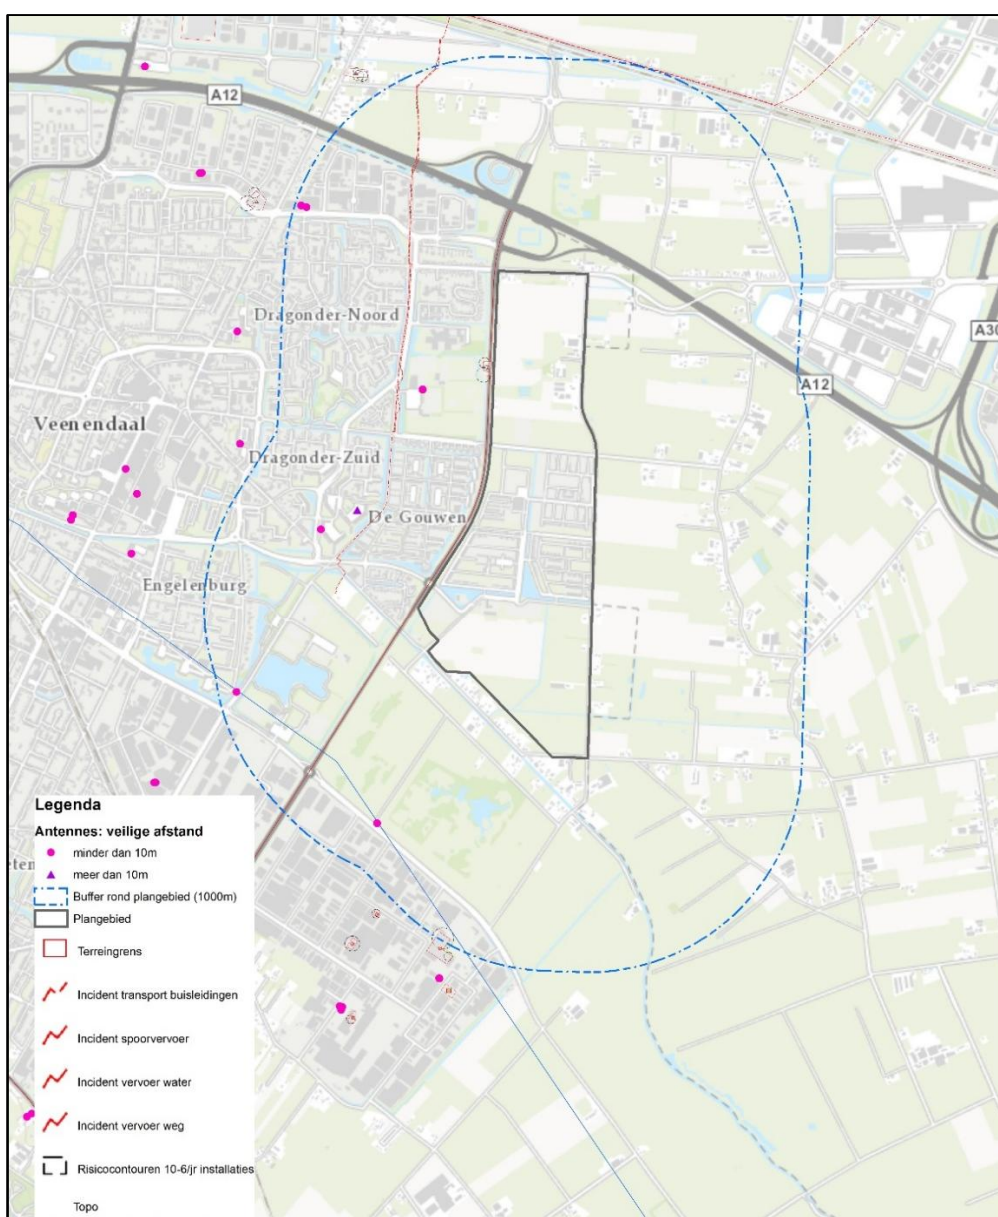 A12
Dragonder-Noord
A30
A12
Veenendaal
Dragonder-Zuid
De Gouwen
Engelenburg
Legenda
Antennes: veilige afstand
minder dan 10m
meer dan 10m
Buffer rond plangebied (1000m)
Plangebied
Terreingrens
Incident transport buisleidingen
Incident spoorvervoer
Incident vervoer water
Incident vervoer weg
Risicocontouren 10-6/jr installaties
Topo